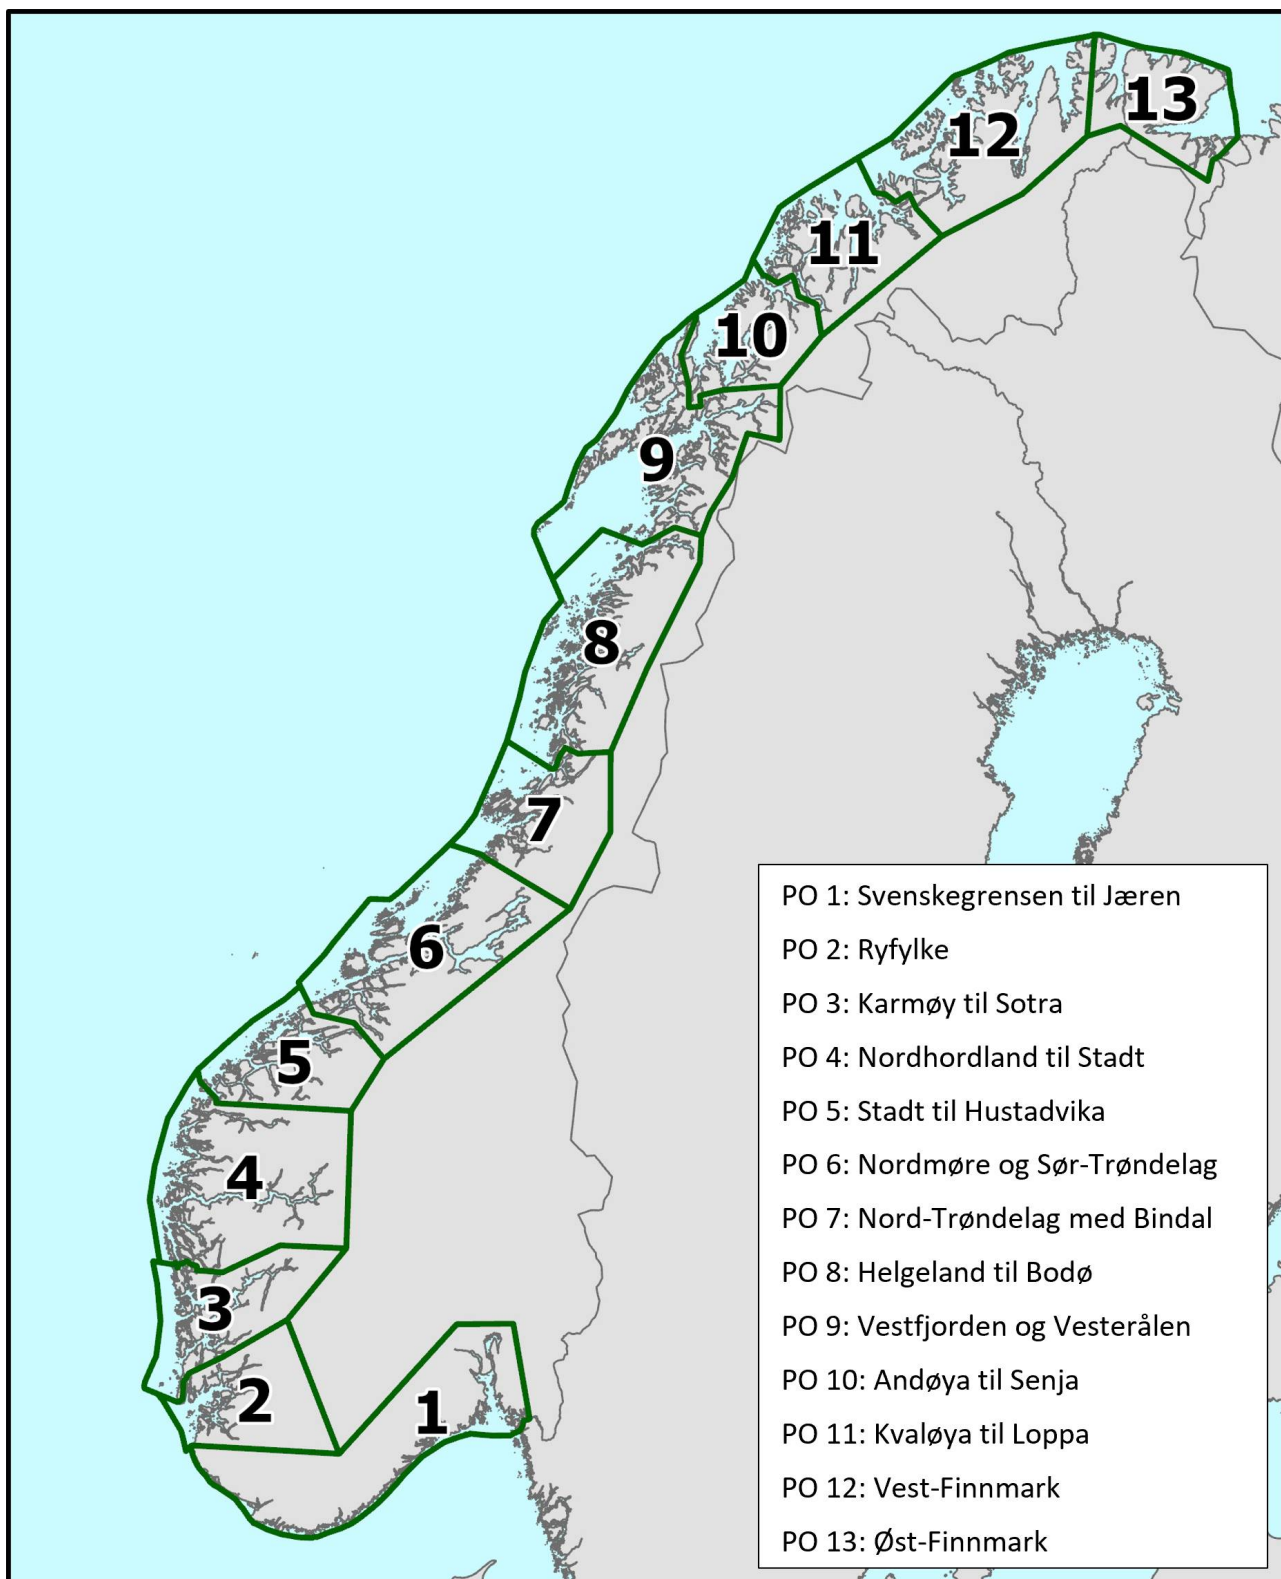 13
12
11
10
9
8
7
6
5
4
3
2
1
PO 1: Svenskegrensen til Jæren
PO 2: Ryfylke
PO 3: Karmøy til Sotra
PO 4: Nordhordland til Stadt
PO 5: Stadt til Hustadvika
PO 6: Nordmøre og Sør-Trøndelag
PO 7: Nord-Trøndelag med Bindal
PO 8: Helgeland til Bodø
PO 9: Vestfjorden og Vesterålen
PO 10: Andøya til Senja
PO 11: Kvaløya til Loppa
PO 12: Vest-Finnmark
PO 13: Øst-Finnmark